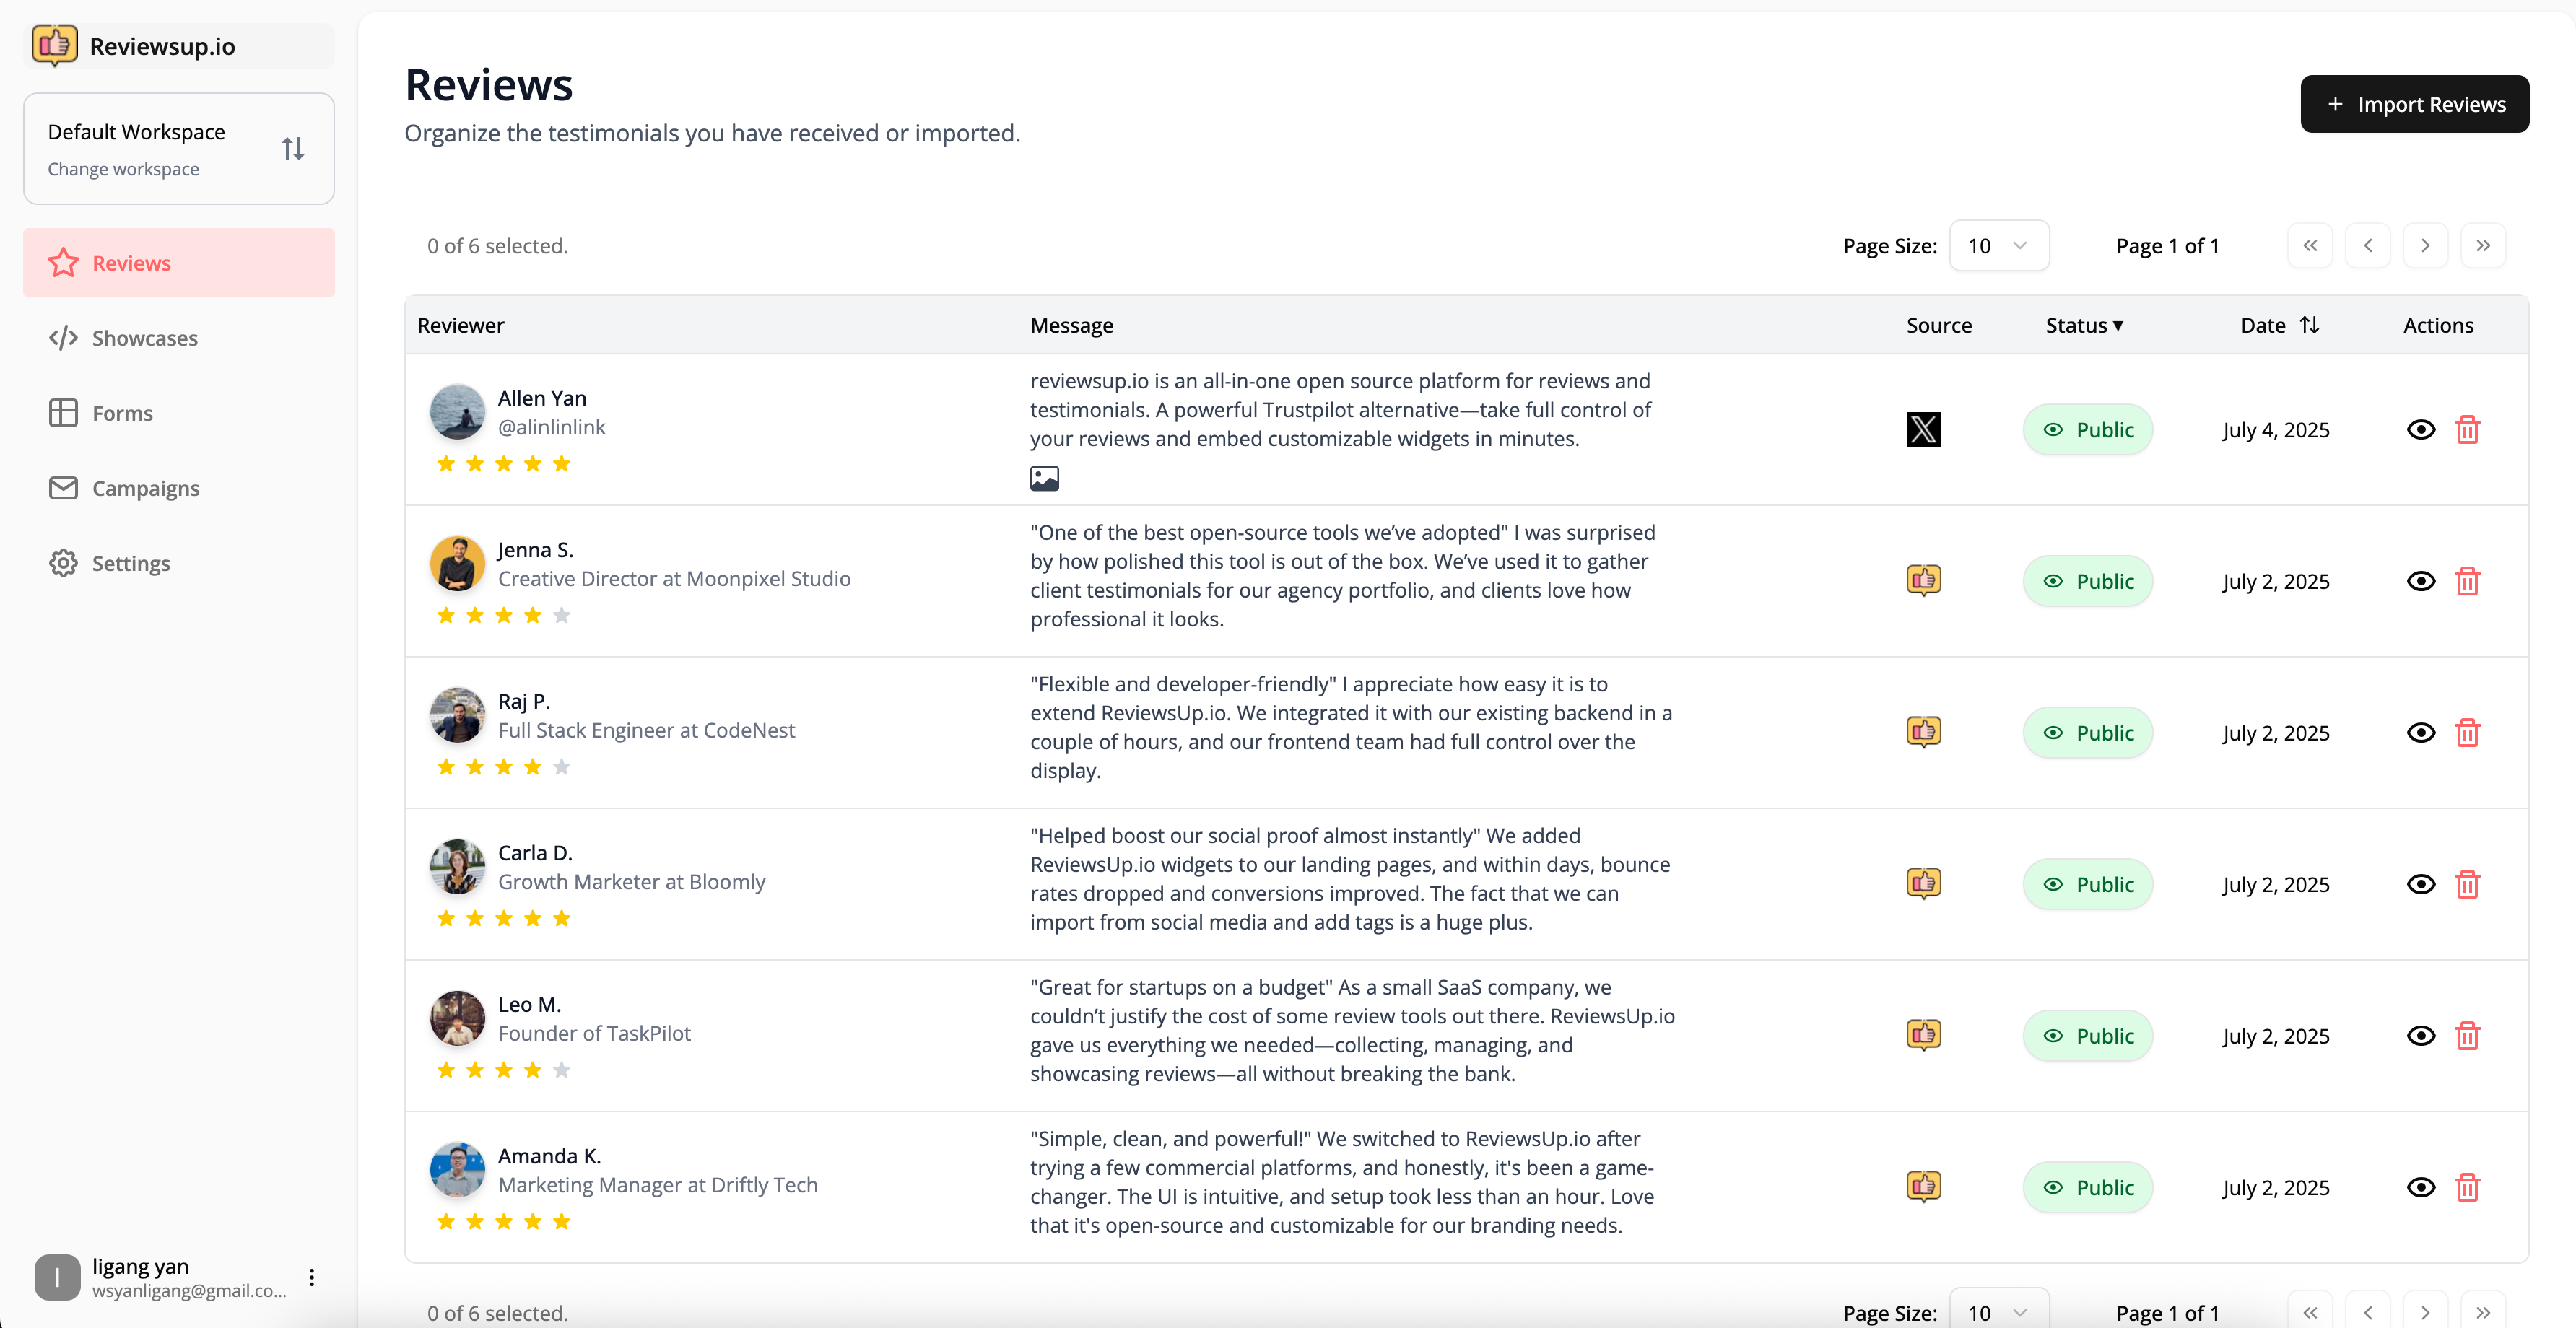 Reviewsup.io
Default Workspace
Change workspace
Reviews
Showcases
Forms
Campaigns
Settings
l
ligang yan
wsyanligang@gmail.co...
Reviews
Organize the testimonials you have received or imported.
+ Import Reviews
0 of 6 selected.
Page Size: 10
Page 1 of 1
Reviewer Message Source Status Date Actions
Allen Yan
@alinlinlink
reviewsup.io is an all-in-one open source platform for reviews and
testimonials. A powerful Trustpilot alternative—take full control of
your reviews and embed customizable widgets in minutes.
X
Public
July 4, 2025
Jenna S.
Creative Director at Moonpixel Studio
"One of the best open-source tools we’ve adopted" I was surprised
by how polished this tool is out of the box. We’ve used it to gather
client testimonials for our agency portfolio, and clients love how
professional it looks.
Public
July 2, 2025
Raj P.
Full Stack Engineer at CodeNest
"Flexible and developer-friendly" I appreciate how easy it is to
extend ReviewsUp.io. We integrated it with our existing backend in a
couple of hours, and our frontend team had full control over the
display.
Public
July 2, 2025
Carla D.
Growth Marketer at Bloomly
"Helped boost our social proof almost instantly" We added
ReviewsUp.io widgets to our landing pages, and within days, bounce
rates dropped and conversions improved. The fact that we can
import from social media and add tags is a huge plus.
Public
July 2, 2025
Leo M.
Founder of TaskPilot
"Great for startups on a budget" As a small SaaS company, we
couldn’t justify the cost of some review tools out there. ReviewsUp.io
gave us everything we needed—collecting, managing, and
showcasing reviews—all without breaking the bank.
Public
July 2, 2025
Amanda K.
Marketing Manager at Driftly Tech
"Simple, clean, and powerful!" We switched to ReviewsUp.io after
trying a few commercial platforms, and honestly, it's been a game-
changer. The UI is intuitive, and setup took less than an hour. Love
that it's open-source and customizable for our branding needs.
Public
July 2, 2025
0 of 6 selected.
Page Size: 10
Page 1 of 1